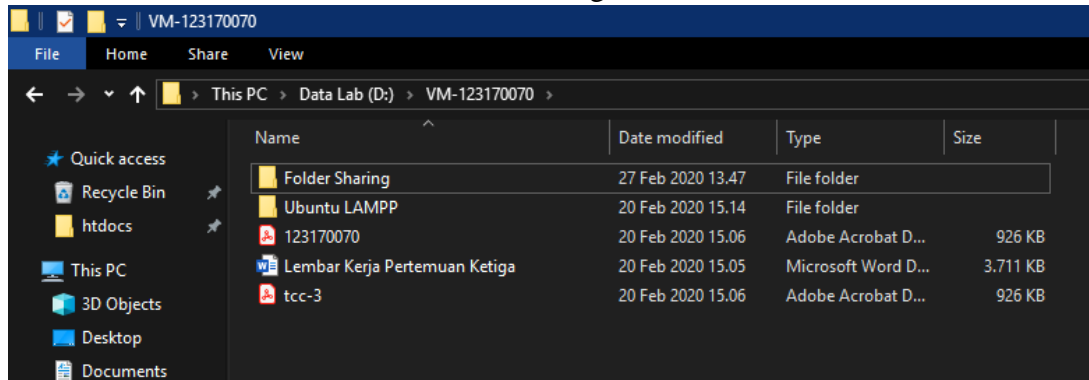 VM-123170070
File Home Share View
This PC > Data Lab (D:) > VM-123170070 >
Name Date modified Type Size
Quick access
Recycle Bin
htdocs
This PC
3D Objects
Desktop
Documents
Folder Sharing 27 Feb 2020 13.47 File folder
Ubuntu LAMPP 20 Feb 2020 15.14 File folder
123170070 20 Feb 2020 15.06 Adobe Acrobat D... 926 KB
Lembar Kerja Pertemuan Ketiga 20 Feb 2020 15.05 Microsoft Word D... 3.711 KB
tcc-3 20 Feb 2020 15.06 Adobe Acrobat D... 926 KB